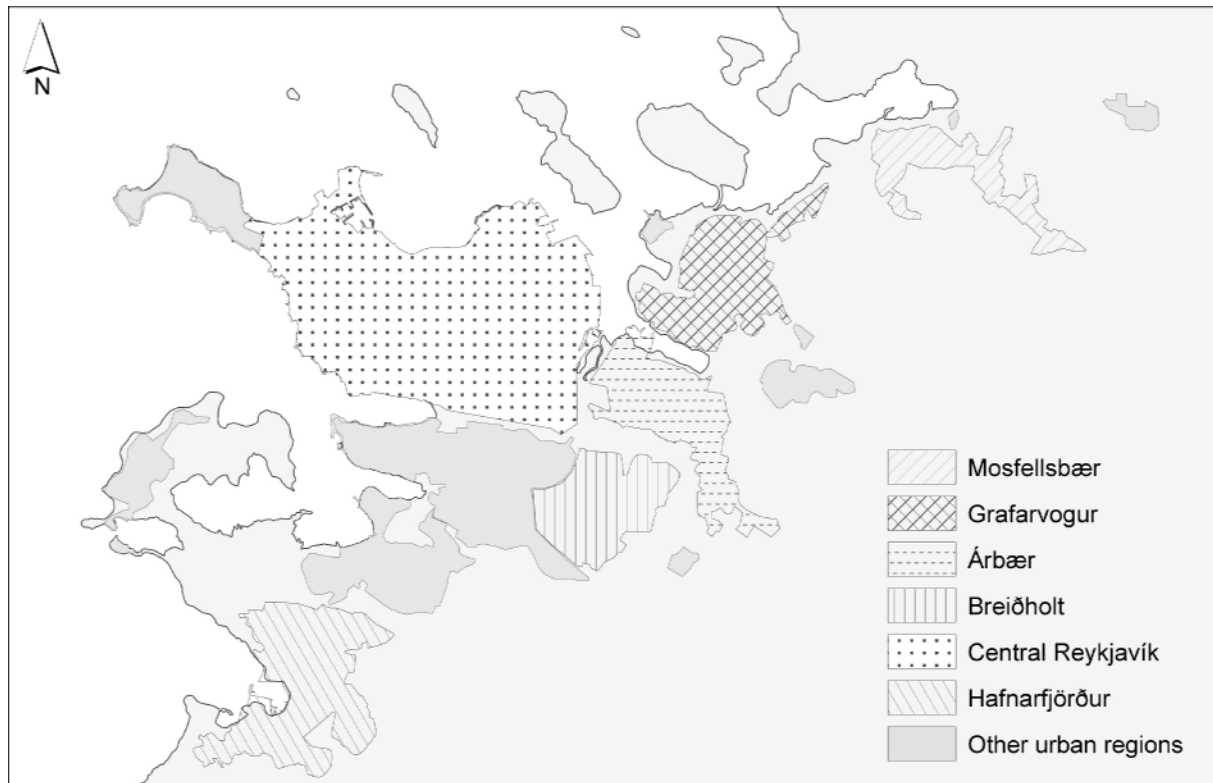 N
Mosfellsbær
Grafarvogur
Árbær
Breiðholt
Central Reykjavík
Hafnarfjörður
Other urban regions